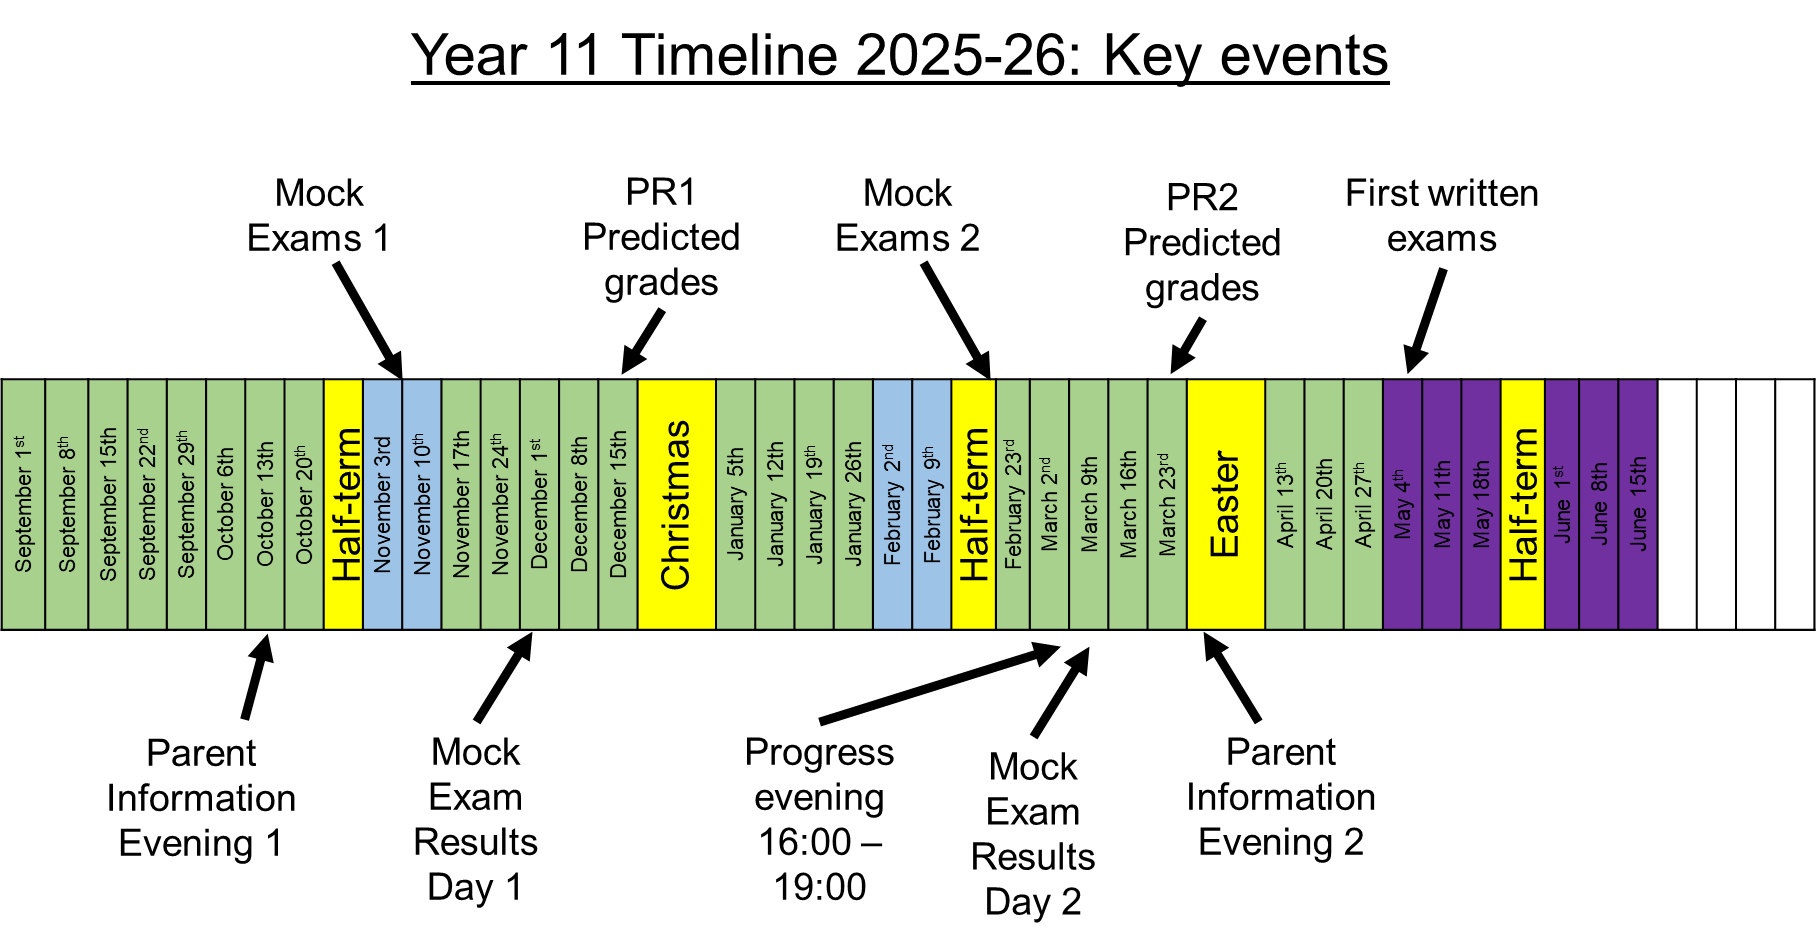 Year 11 Timeline 2025-26: Key events
Mock
Exams 1
PR1
Predicted
grades
Mock
Exams 2
PR2
Predicted
grades
First written
exams
September 1st
September 8th
September 15th
September 22nd
September 29th
October 6th
October 13th
October 20th
Half-term
November 3rd
November 10th
November 17th
November 24th
December 1st
December 8th
December 15th
Christmas
January 5th
January 12th
January 19th
January 26th
February 2nd
February 9th
Half-term
February 23rd
March 2nd
March 9th
March 16th
March 23rd
Easter
April 13th
April 20th
April 27th
May 4th
May 11th
May 18th
Half-term
June 1st
June 8th
June 15th
Parent
Information
Evening 1
Mock
Exam
Results
Day 1
Progress
evening
16:00 –
19:00
Mock
Exam
Results
Day 2
Parent
Information
Evening 2